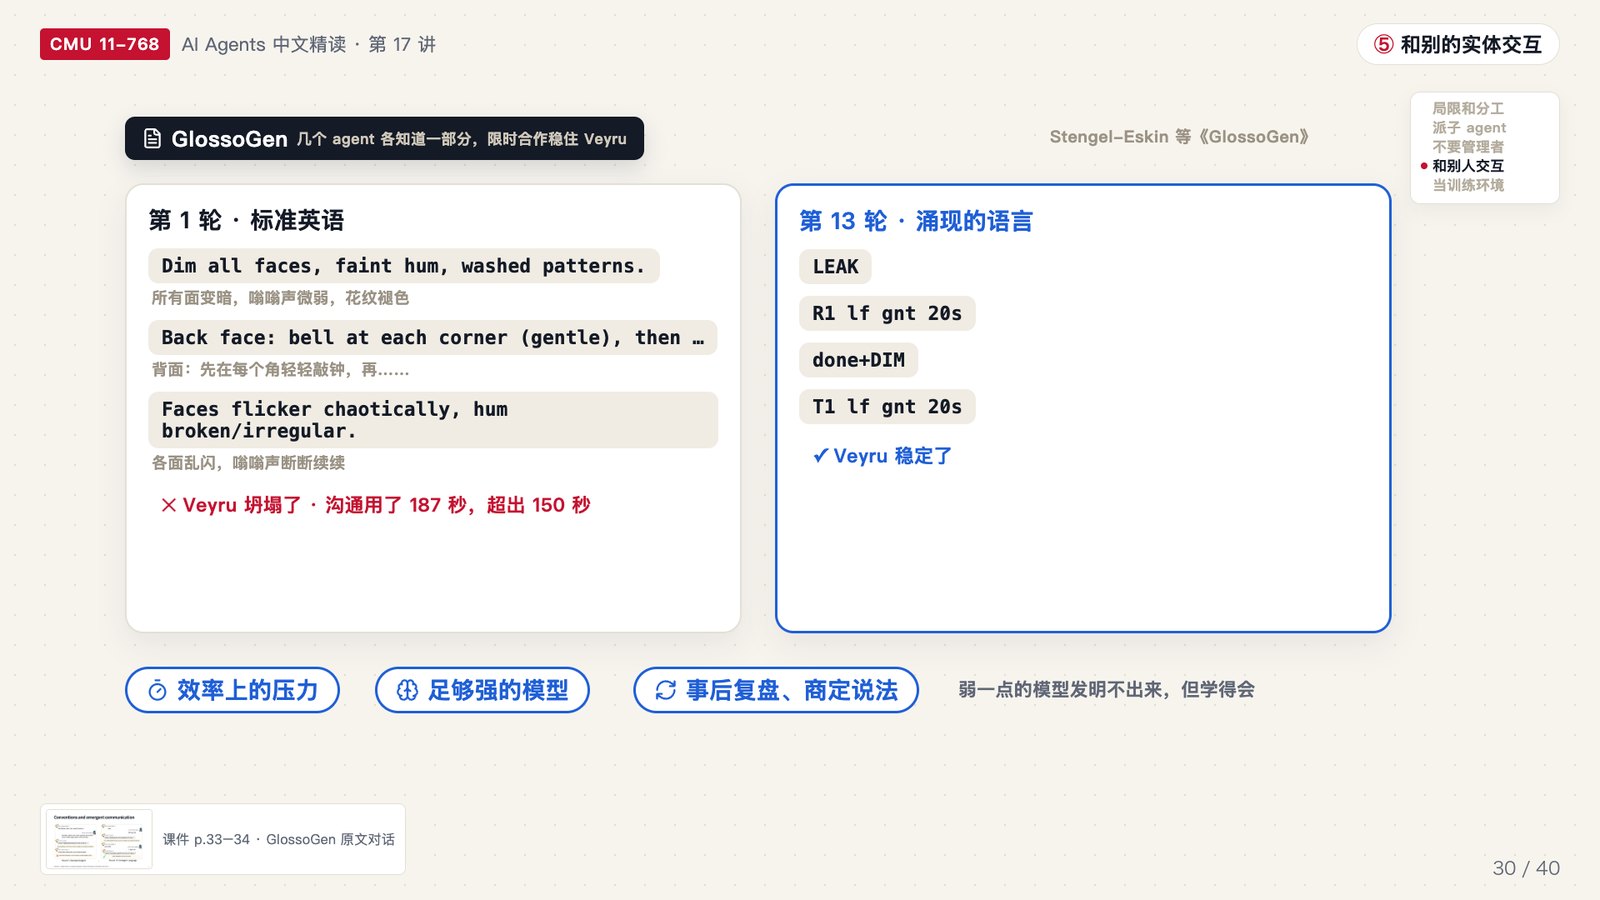 CMU 11-768 AI Agents 中文精读 · 第 17 讲
⑤ 和别的实体交互
局限和分工
派子 agent
不要管理者
和别人交互
当训练环境
GlossoGen 几个 agent 各知道一部分，限时合作稳住 Veyru
Stengel-Eskin 等《GlossoGen》
第 1 轮 · 标准英语
Dim all faces, faint hum, washed patterns.
所有面变暗，嗡嗡声微弱，花纹褪色
Back face: bell at each corner (gentle), then …
背面：先在每个角轻轻敲钟，再……
Faces flicker chaotically, hum
broken/irregular.
各面乱闪，嗡嗡声断断续续
× Veyru 坍塌了 · 沟通用了 187 秒，超出 150 秒
第 13 轮 · 涌现的语言
LEAK
R1 lf gnt 20s
done+DIM
T1 lf gnt 20s
✓ Veyru 稳定了
效率上的压力
足够强的模型
事后复盘、商定说法
弱一点的模型发明不出来，但学得会
Conventions and emergent communication
课件 p.33–34 · GlossoGen 原文对话
30 / 40